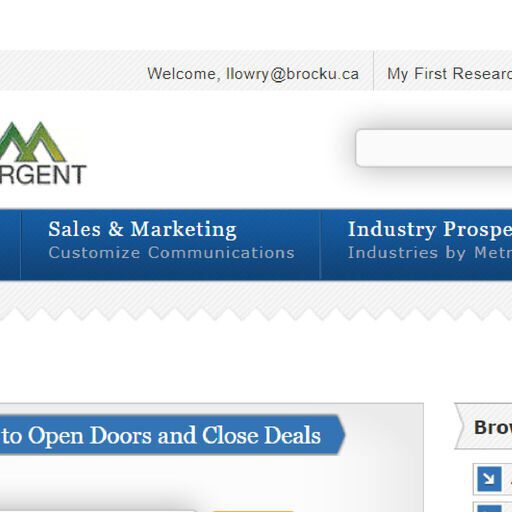 Welcome, llowry@brocku.ca My First Researc
RGENT
Sales & Marketing Industry Prospe
Customize Communications Industries by Metr
to Open Doors and Close Deals
Brow